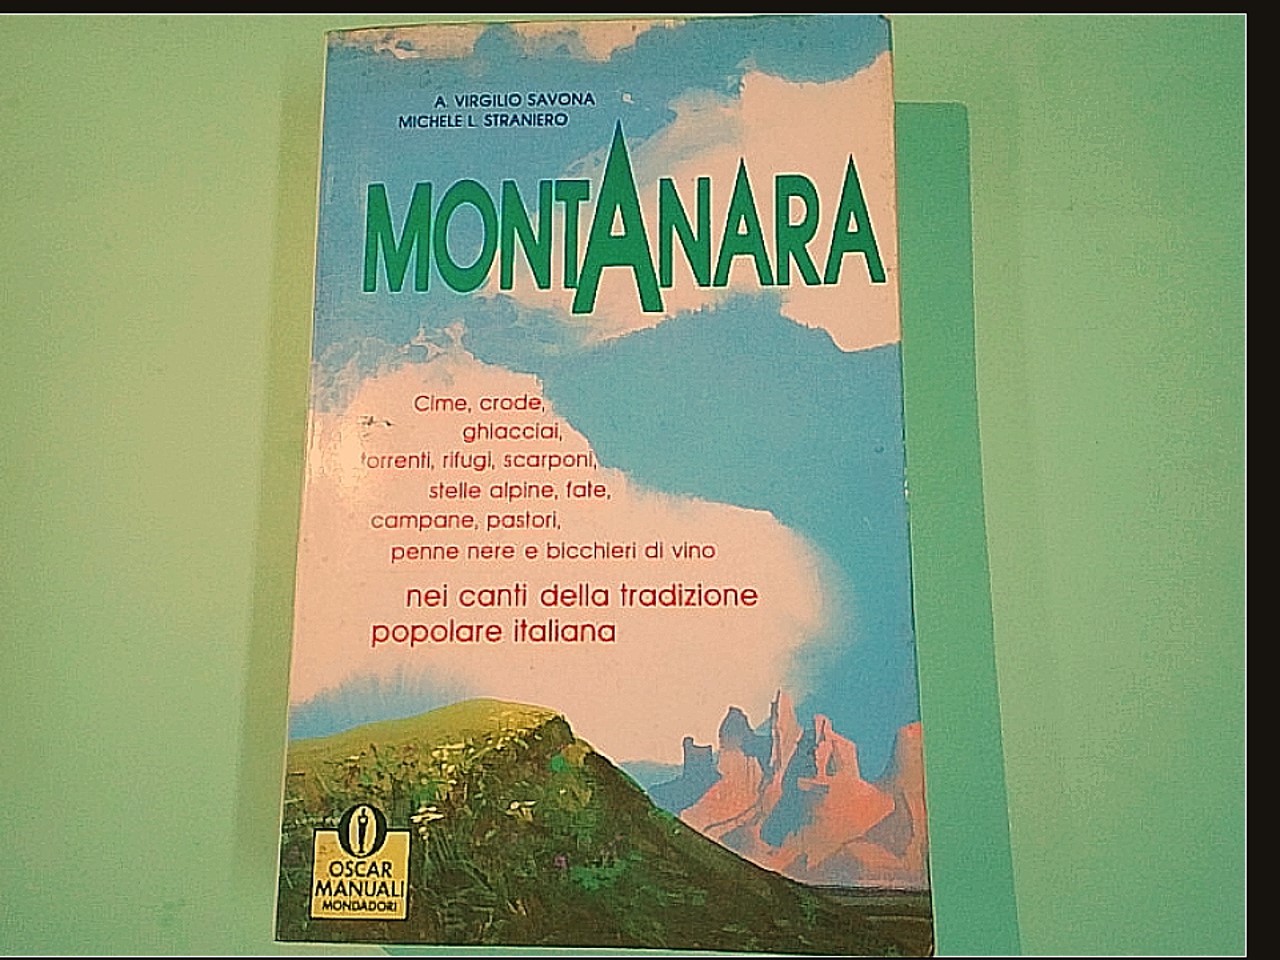 A. VIRGILIO SAVONA
MICHELE L. STRANIERO
MONTANARA
Cime, crode,
ghiacciai,
torrenti, rifugi, scarponi,
stelle alpine, fate,
campane, pastori,
penne nere e bicchieri di vino
nei canti della tradizione
popolare italiana
OSCAR
MANUALI
MONDADORI